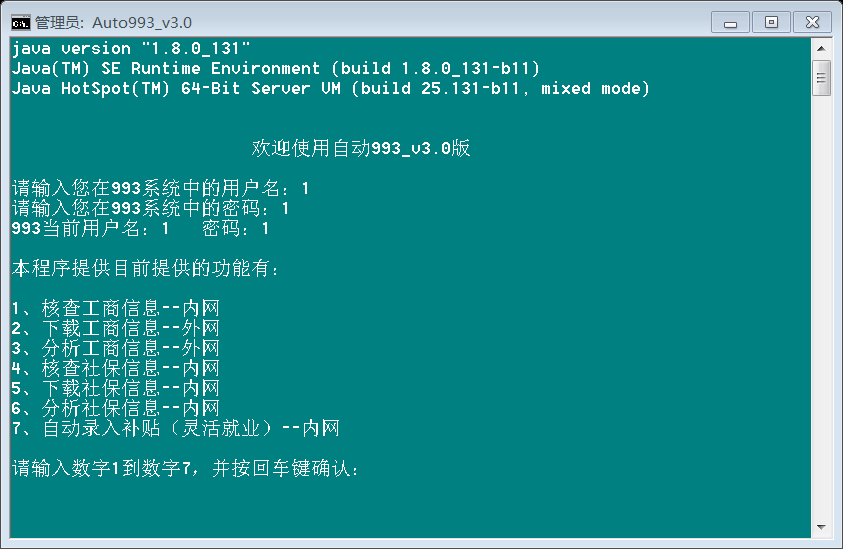 管理员: Auto993_v3.0
java version "1.8.0_131"
Java(TM) SE Runtime Environment (build 1.8.0_131-b11)
Java HotSpot(TM) 64-Bit Server VM (build 25.131-b11, mixed mode)
欢迎使用自动993_v3.0版
请输入您在993系统中的用户名：1
请输入您在993系统中的密码：1
993当前用户名：1   密码：1
本程序提供目前提供的功能有：
1、核查工商信息--内网
2、下载工商信息--外网
3、分析工商信息--外网
4、核查社保信息--内网
5、下载社保信息--内网
6、分析社保信息--内网
7、自动录入补贴（灵活就业）--内网
请输入数字1到数字7，并按回车键确认：